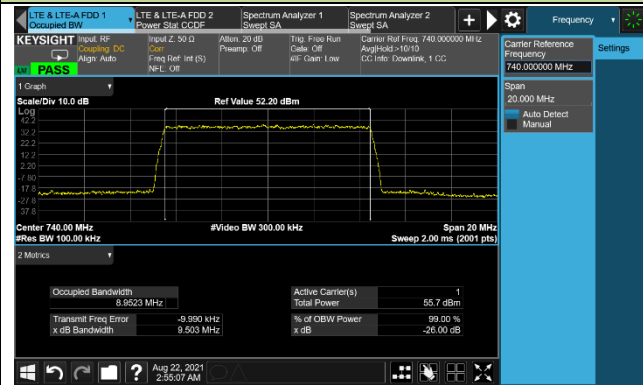 LTE & LTE-A FDD 1
Occupied BW
LTE & LTE-A FDD 2
Power Stat CCDF
Spectrum Analyzer 1
Swept SA
Spectrum Analyzer 2
Swept SA
Frequency
KEYSIGHT
Input: RF
Coupling: DC
Align: Auto
Input Z: 50 Ω
Corr
Freq Ref: Int (S)
NFE: Off
Atten: 20 dB
Preamp: Off
Trig: Free Run
Gate: Off
#IF Gain: Low
Carrier Ref Freq: 740.000000 MHz
Avg|Hold:>10/10
CC Info: Downlink, 1 CC
PASS
Carrier Reference
Frequency
740.000000 MHz
Span
20.000 MHz
Auto Detect
Manual
Settings
1 Graph
Scale/Div 10.0 dB
Ref Value 52.20 dBm
Log
42.2
32.2
22.2
12.2
2.20
-7.80
-17.8
-27.8
-37.8
Center 740.00 MHz
#Video BW 300.00 kHz
Span 20 MHz
#Res BW 100.00 kHz
Sweep 2.00 ms (2001 pts)
2 Metrics
Occupied Bandwidth
8.9523 MHz
Active Carrier(s) 1
Total Power 55.7 dBm
Transmit Freq Error -9.990 kHz
% of OBW Power 99.00 %
x dB Bandwidth 9.503 MHz
x dB -26.00 dB
?
Aug 22, 2021
2:55:07 AM